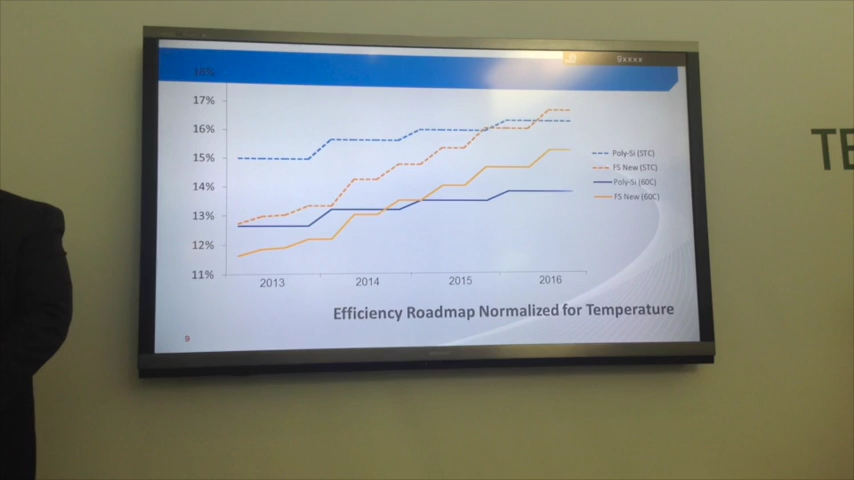 9xxxx
18%
17%
16%
15%
14%
13%
12%
11%
2013 2014 2015 2016
Poly-Si (STC)
FS New (STC)
Poly-Si (60C)
FS New (60C)
Efficiency Roadmap Normalized for Temperature
9
TE